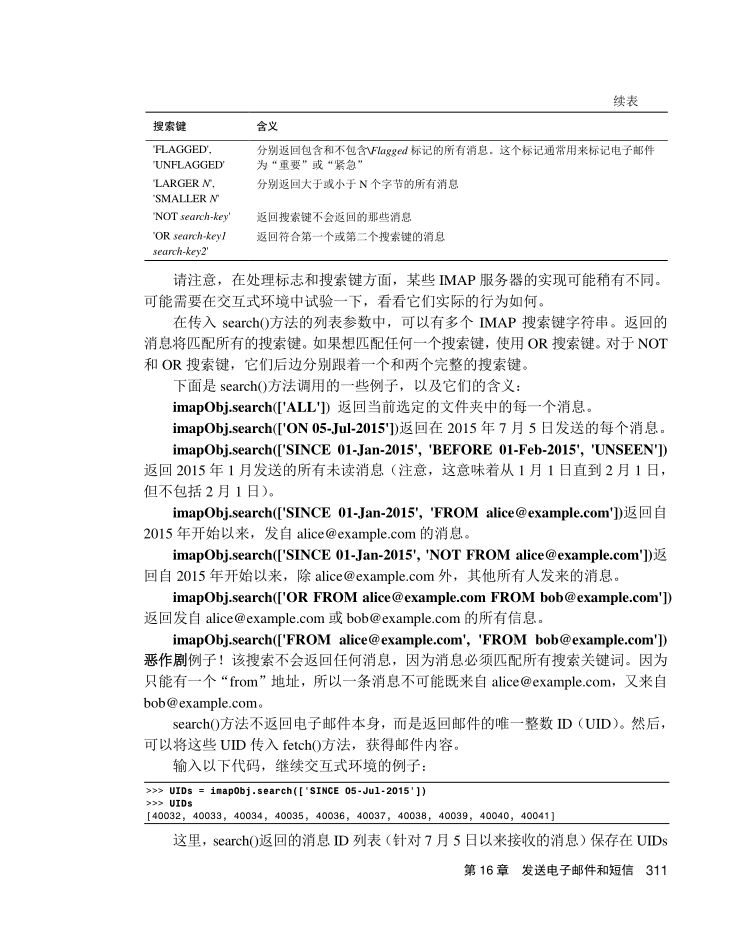 续表
搜索键 含义
'FLAGGED', 分别返回包含和不包含\Flagged 标记的所有消息。这个标记通常用来标记电子邮件
'UNFLAGGED' 为“重要”或“紧急”
'LARGER N', 分别返回大于或小于 N 个字节的所有消息
'SMALLER N'
'NOT search-key' 返回搜索键不会返回的那些消息
'OR search-key1 返回符合第一个或第二个搜索键的消息
search-key2'
请注意，在处理标志和搜索键方面，某些 IMAP 服务器的实现可能稍有不同。
可能需要在交互式环境中试验一下，看看它们实际的行为如何。
在传入 search()方法的列表参数中，可以有多个 IMAP 搜索键字符串。返回的
消息将匹配所有的搜索键。如果想匹配任何一个搜索键，使用 OR 搜索键。对于 NOT
和 OR 搜索键，它们后边分别跟着一个和两个完整的搜索键。
下面是 search()方法调用的一些例子，以及它们的含义：
imapObj.search(['ALL']) 返回当前选定的文件夹中的每一个消息。
imapObj.search(['ON 05-Jul-2015'])返回在 2015 年 7 月 5 日发送的每个消息。
imapObj.search(['SINCE 01-Jan-2015', 'BEFORE 01-Feb-2015', 'UNSEEN'])
返回 2015 年 1 月发送的所有未读消息（注意，这意味着从 1 月 1 日直到 2 月 1 日，
但不包括 2 月 1 日）。
imapObj.search(['SINCE 01-Jan-2015', 'FROM alice@example.com'])返回自
2015 年开始以来，发自 alice@example.com 的消息。
imapObj.search(['SINCE 01-Jan-2015', 'NOT FROM alice@example.com'])返
回自 2015 年开始以来，除 alice@example.com 外，其他所有人发来的消息。
imapObj.search(['OR FROM alice@example.com FROM bob@example.com'])
返回发自 alice@example.com 或 bob@example.com 的所有信息。
imapObj.search(['FROM alice@example.com', 'FROM bob@example.com'])
恶作剧例子！该搜索不会返回任何消息，因为消息必须匹配所有搜索关键词。因为
只能有一个“from”地址，所以一条消息不可能既来自 alice@example.com，又来自
bob@example.com。
search()方法不返回电子邮件本身，而是返回邮件的唯一整数 ID（UID）。然后，
可以将这些 UID 传入 fetch()方法，获得邮件内容。
输入以下代码，继续交互式环境的例子：
>>> UIDs = imapObj.search(['SINCE 05-Jul-2015'])
>>> UIDs
[40032, 40033, 40034, 40035, 40036, 40037, 40038, 40039, 40040, 40041]
这里，search()返回的消息 ID 列表（针对 7 月 5 日以来接收的消息）保存在 UIDs
第 16 章 发送电子邮件和短信 311